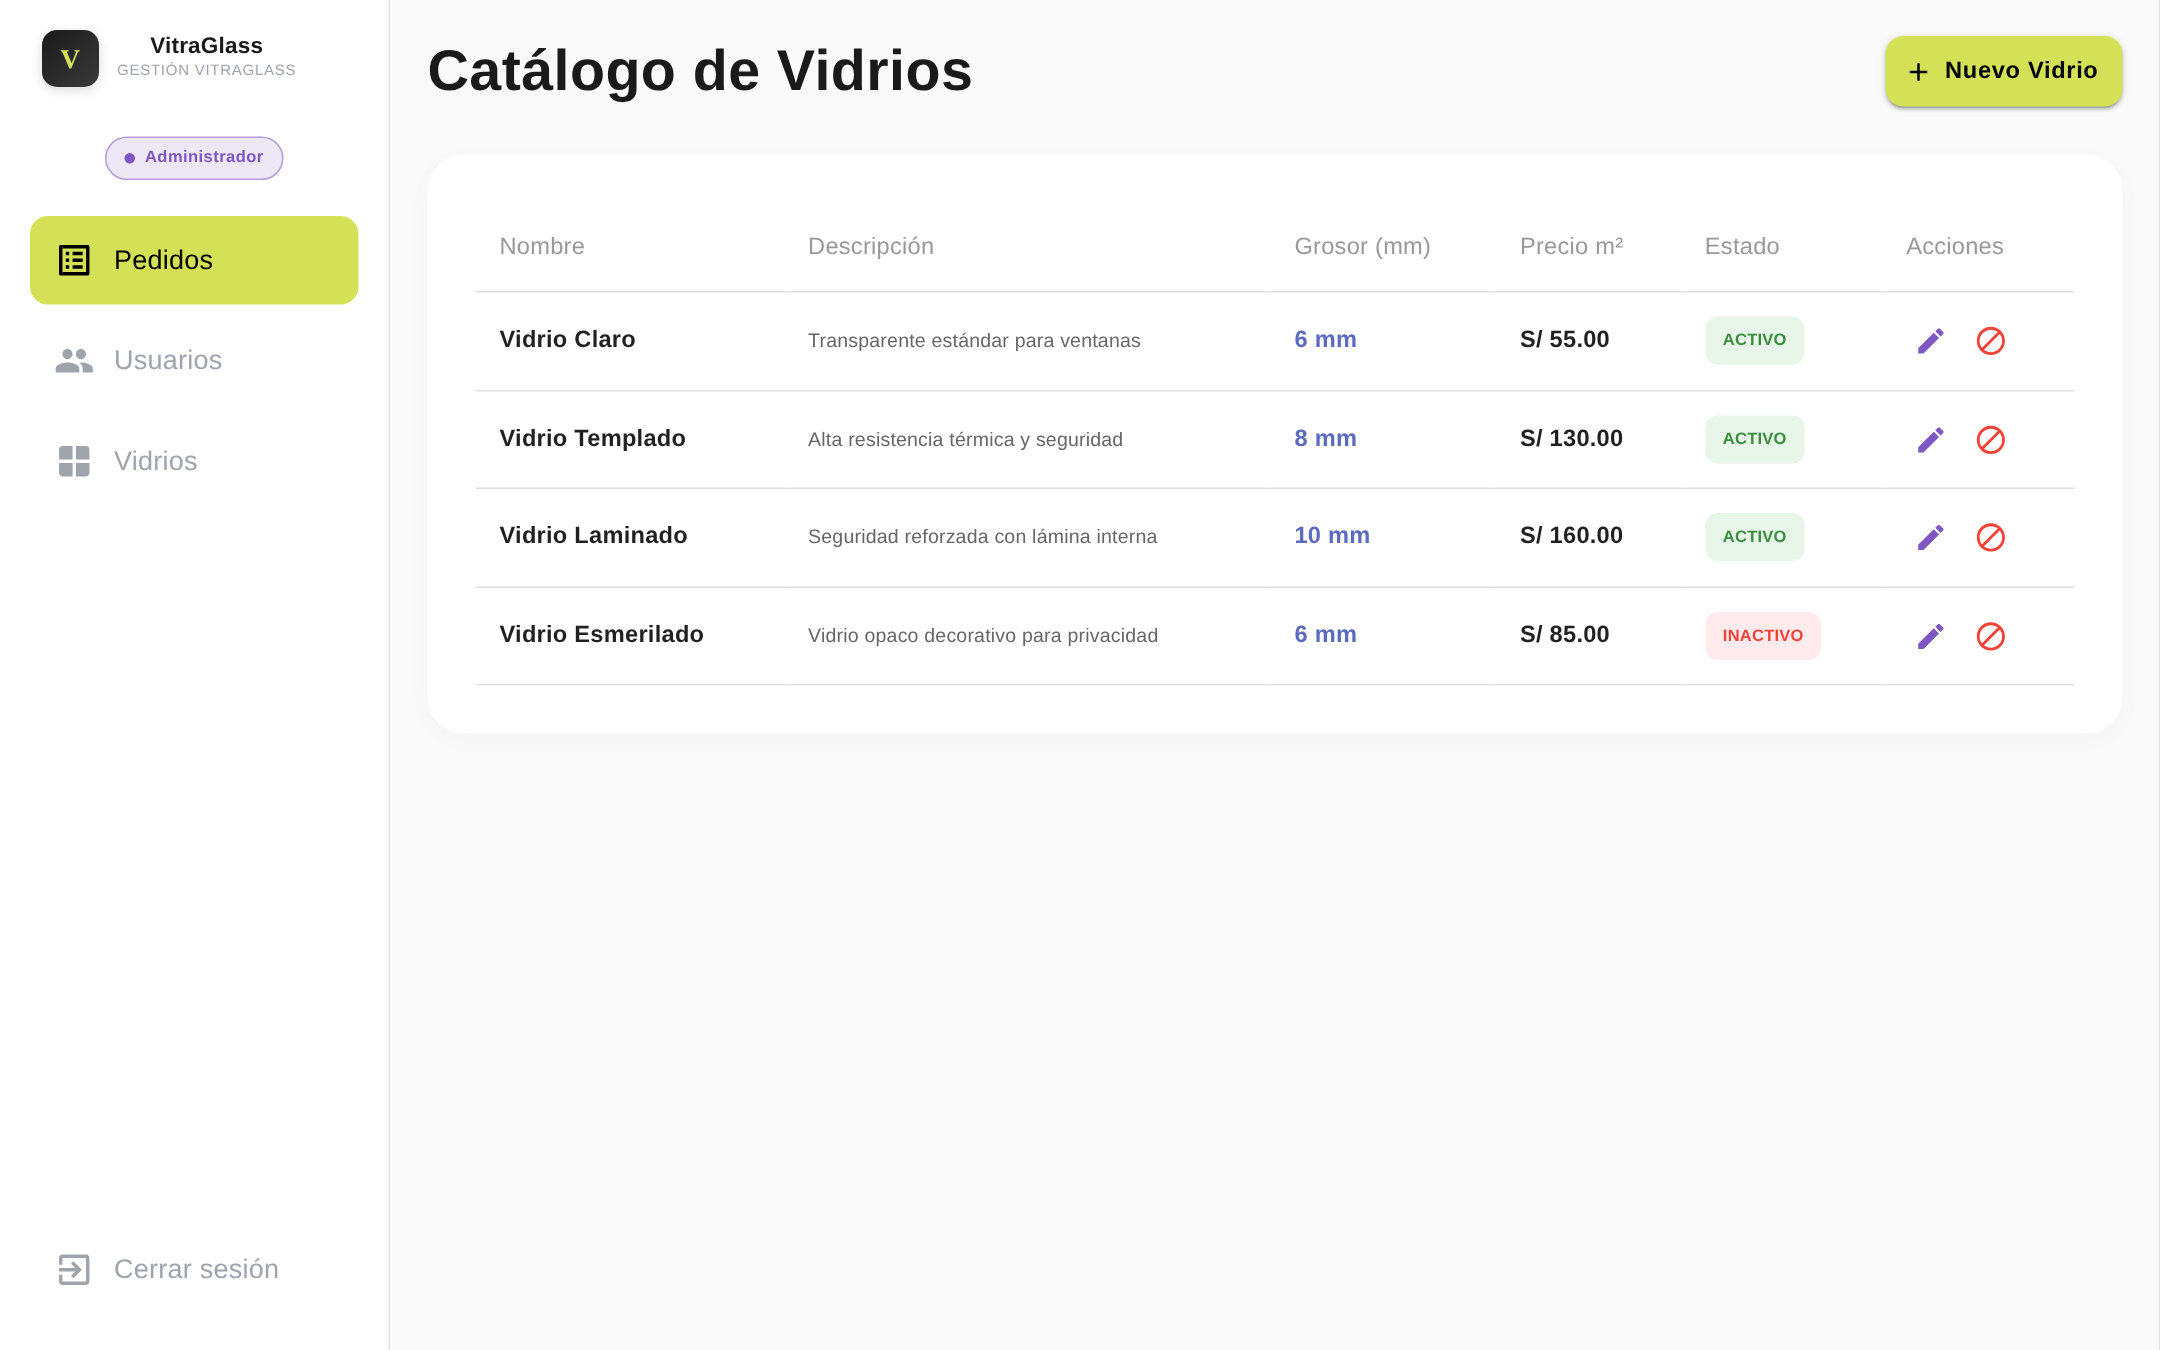 V
VitraGlass
GESTIÓN VITRAGLASS
Administrador
Pedidos
Usuarios
Vidrios
Cerrar sesión
Catálogo de Vidrios
+ Nuevo Vidrio
Nombre Descripción Grosor (mm) Precio m² Estado Acciones
Vidrio Claro Transparente estándar para ventanas 6 mm S/ 55.00 ACTIVO
Vidrio Templado Alta resistencia térmica y seguridad 8 mm S/ 130.00 ACTIVO
Vidrio Laminado Seguridad reforzada con lámina interna 10 mm S/ 160.00 ACTIVO
Vidrio Esmerilado Vidrio opaco decorativo para privacidad 6 mm S/ 85.00 INACTIVO